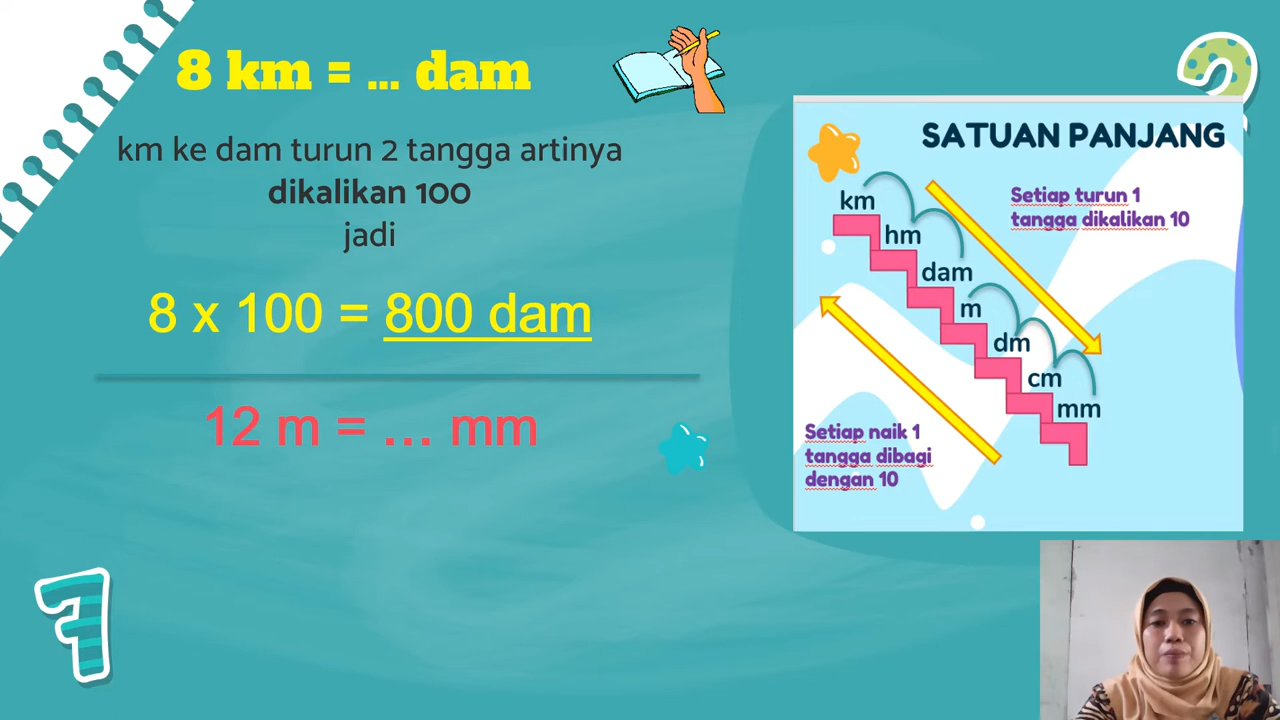 8 km = ... dam
km ke dam turun 2 tangga artinya
dikalikan 100
jadi
8 x 100 = 800 dam
12 m = ... mm
SATUAN PANJANG
Setiap turun 1
tangga dikalikan 10
km
hm
dam
m
dm
cm
mm
Setiap naik 1
tangga dibagi
dengan 10